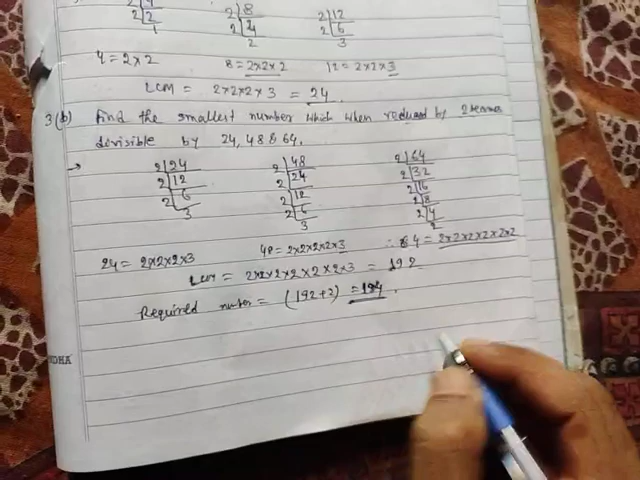 2|4 2|8 2|12
2|2 2|4 2|6
1 2 3
4 = 2×2 8 = 2×2×2 12 = 2×2×3
LCM = 2×2×2×3 = 24
3(b) Find the smallest number which when reduced by 2 becomes
divisible by 24, 48 & 64.
→ 2|24 2|48 2|64
2|12 2|24 2|32
2|6 2|12 2|16
3 2|6 2|8
3 2|4
2
24 = 2×2×2×3 48 = 2×2×2×2×3 ∴ 64 = 2×2×2×2×2×2
LCM = 2×2×2×2×2×2×3 = 192
Required number = (192+2) = 194.